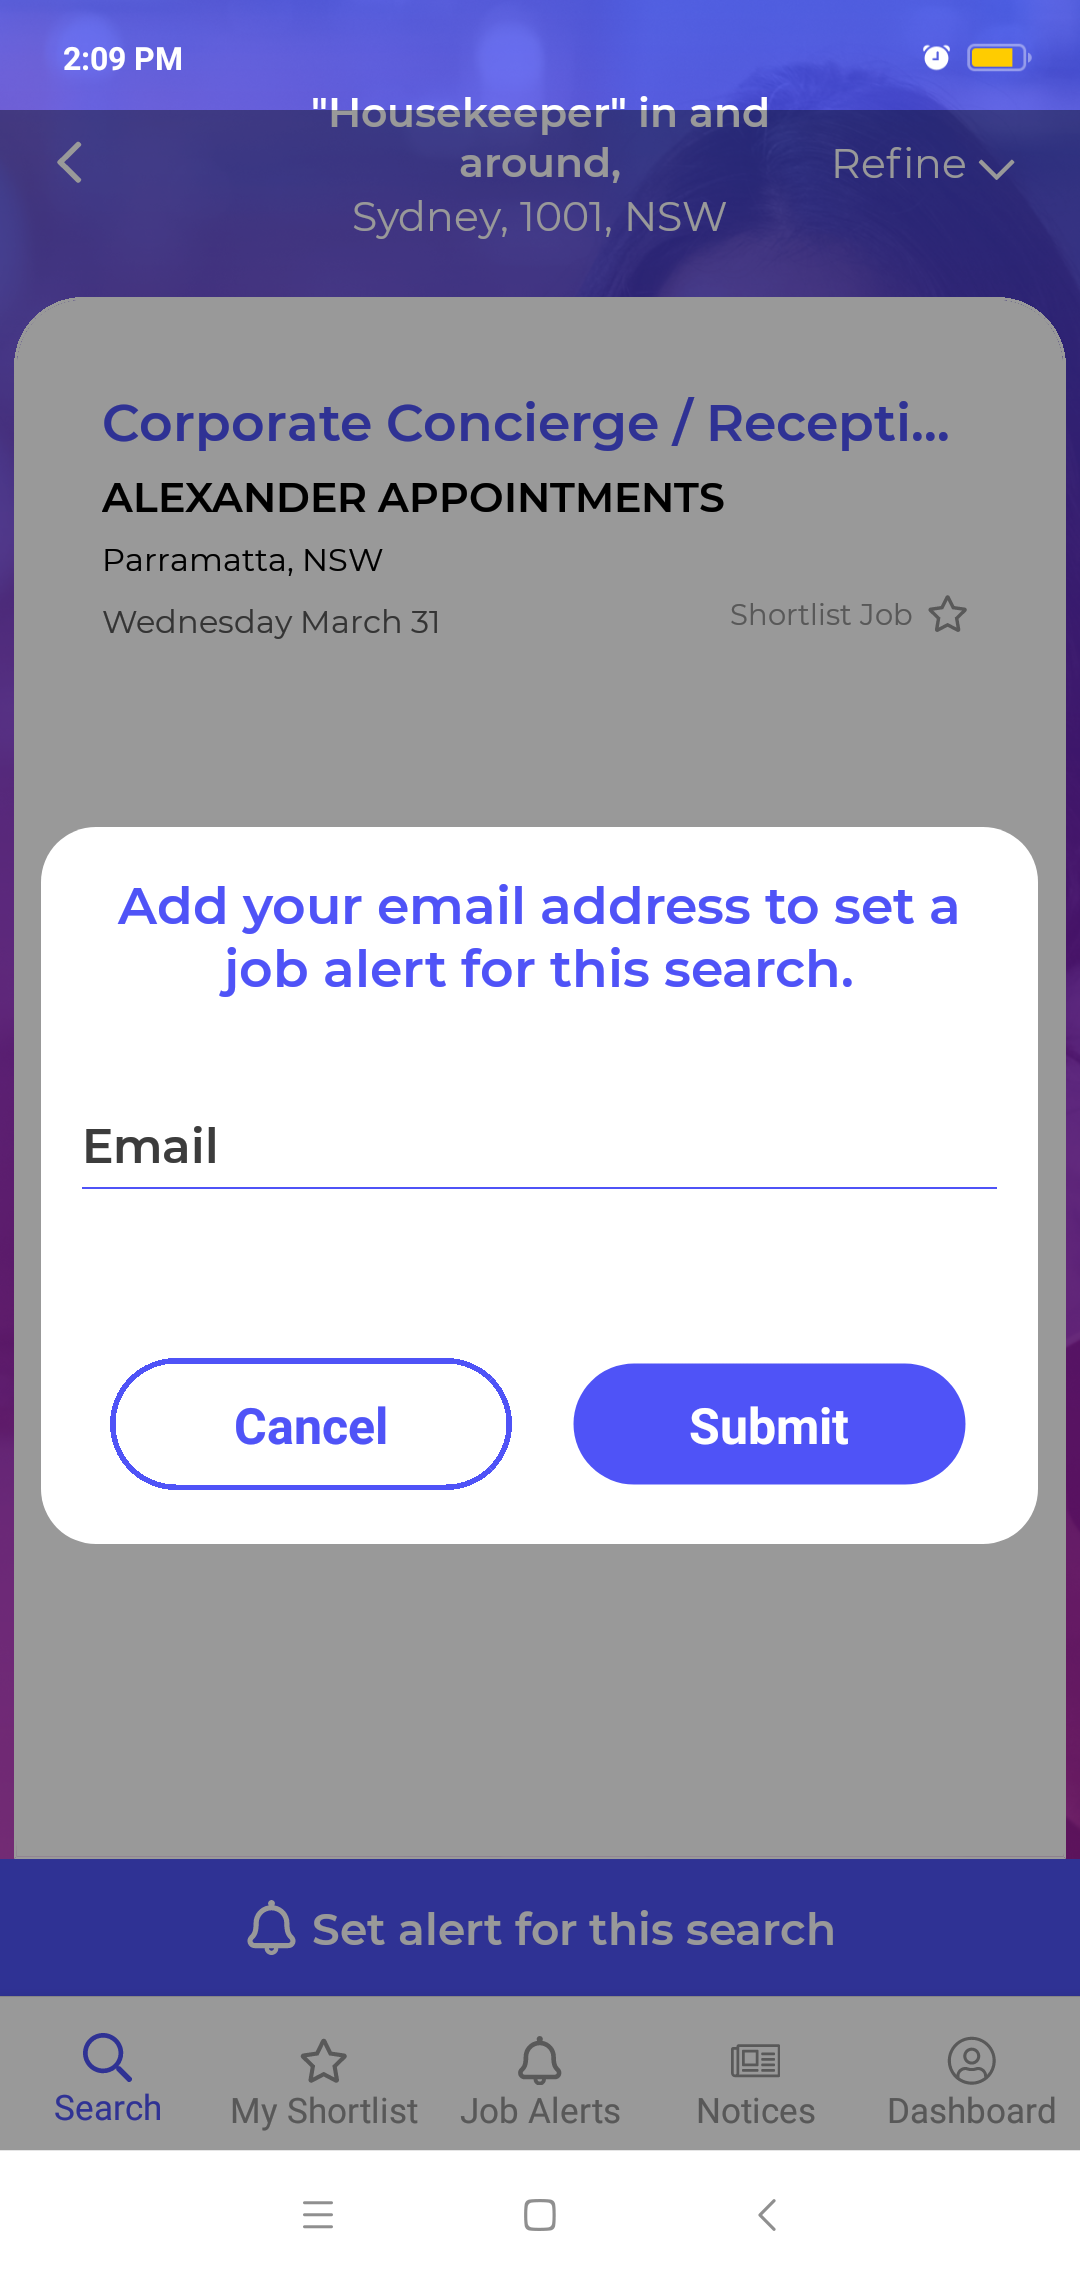 2:09 PM
"Housekeeper" in and
around,
Sydney, 1001, NSW
Refine
Corporate Concierge / Recepti...
ALEXANDER APPOINTMENTS
Parramatta, NSW
Wednesday March 31
Shortlist Job
Add your email address to set a
job alert for this search.
Email
Cancel
Submit
Set alert for this search
Search
My Shortlist
Job Alerts
Notices
Dashboard